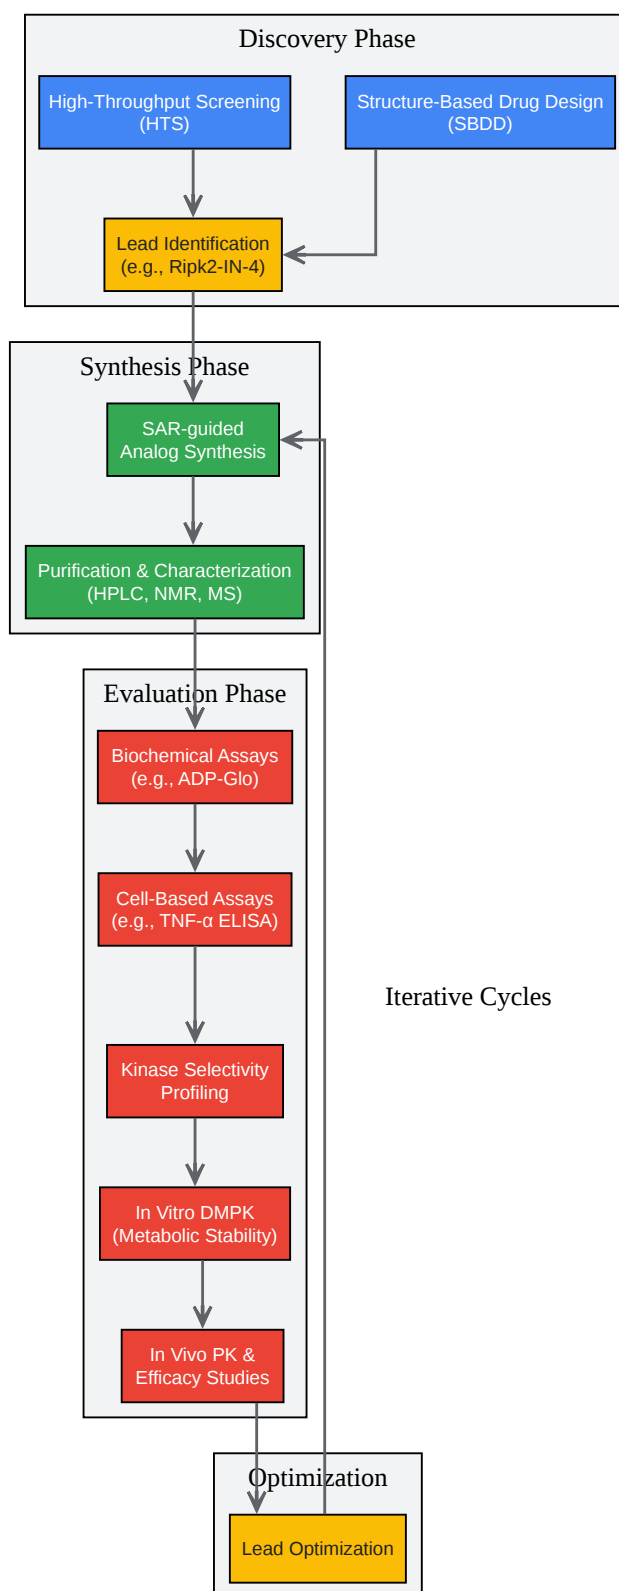 Discovery Phase
High-Throughput Screening
(HTS)
Structure-Based Drug Design
(SBDD)
Lead Identification
(e.g., Ripk2-IN-4)
Synthesis Phase
SAR-guided
Analog Synthesis
Purification & Characterization
(HPLC, NMR, MS)
Evaluation Phase
Biochemical Assays
(e.g., ADP-Glo)
Cell-Based Assays
(e.g., TNF-α ELISA)
Iterative Cycles
Kinase Selectivity
Profiling
In Vitro DMPK
(Metabolic Stability)
In Vivo PK &
Efficacy Studies
Optimization
Lead Optimization